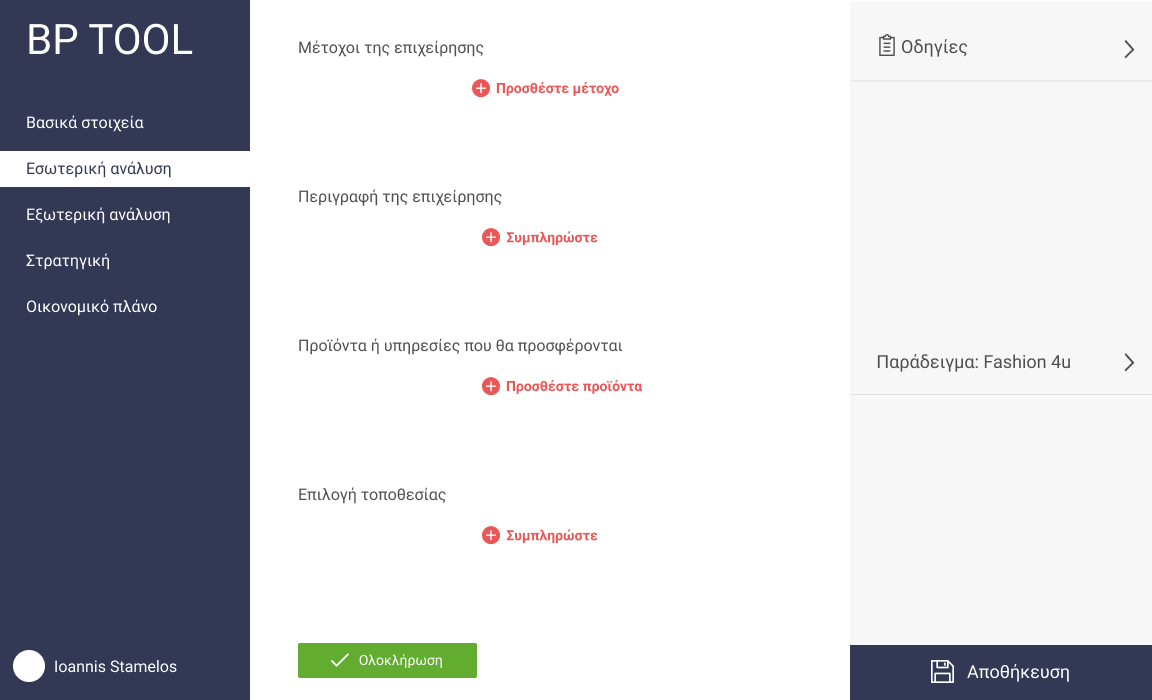 BP TOOL
Βασικά στοιχεία
Εσωτερική ανάλυση
Εξωτερική ανάλυση
Στρατηγική
Οικονομικό πλάνο
Ioannis Stamelos
Μέτοχοι της επιχείρησης
Προσθέστε μέτοχο
Περιγραφή της επιχείρησης
Συμπληρώστε
Προϊόντα ή υπηρεσίες που θα προσφέρονται
Προσθέστε προϊόντα
Επιλογή τοποθεσίας
Συμπληρώστε
Ολοκλήρωση
Οδηγίες
Παράδειγμα: Fashion 4u
Αποθήκευση